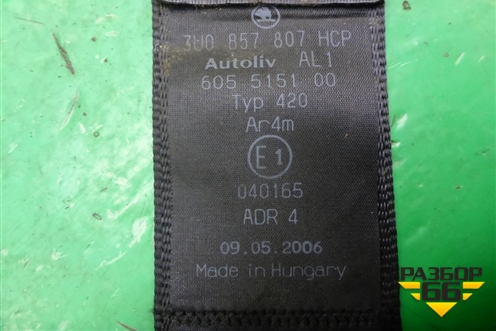 3U0 857 807 HCP
Autoliv AL1
605 5151 00
Typ 420
Ar4m
E1
040165
ADR 4
09.05.2006
Made in Hungary
РАЗБОР
66